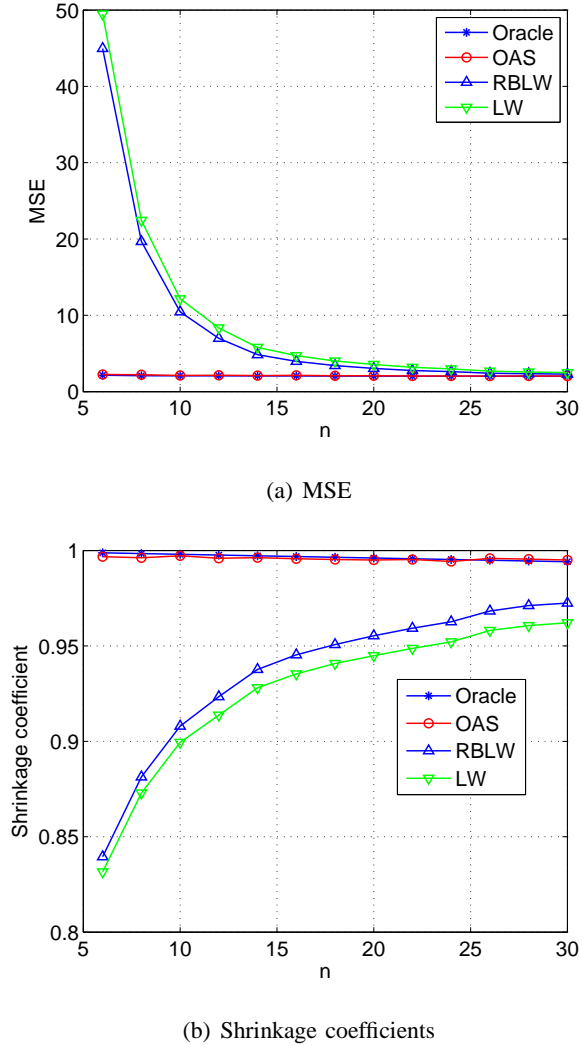 50
40
30
20
10
0
MSE
5
10
15
20
25
30
n
Oracle
OAS
RBLW
LW
(a) MSE
1
0.95
0.9
0.85
0.8
Shrinkage coefficient
5
10
15
20
25
30
n
Oracle
OAS
RBLW
LW
(b) Shrinkage coefficients